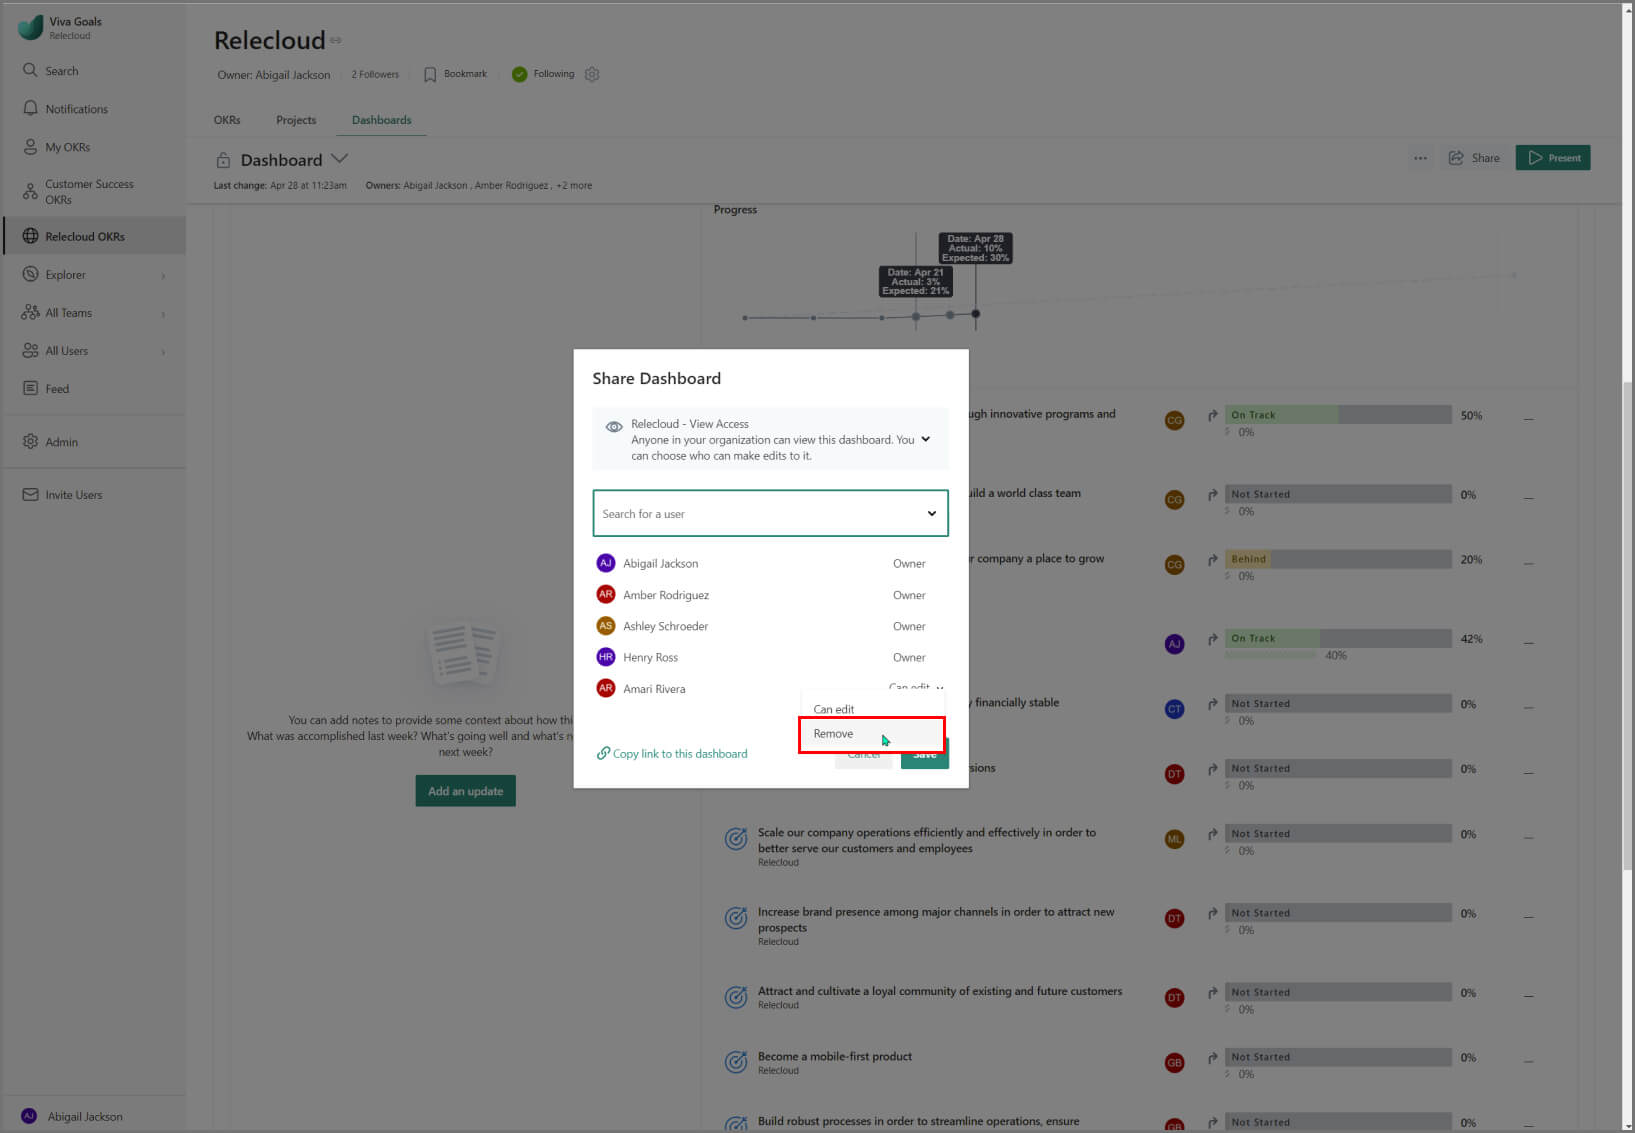 Viva Goals
Relecloud
Search
Notifications
My OKRs
Customer Success
OKRs
Relecloud OKRs
Explorer
All Teams
All Users
Feed
Admin
Invite Users
AJ Abigail Jackson
Relecloud
Owner: Abigail Jackson 2 Followers Bookmark Following
OKRs Projects Dashboards
Dashboard
... Share Present
Last change: Apr 28 at 11:23am Owners: Abigail Jackson , Amber Rodriguez , +2 more
Progress
Date: Apr 28
Actual: 10%
Expected: 30%
Date: Apr 21
Actual: 3%
Expected: 21%
You can add notes to provide some context about how thi
What was accomplished last week? What's going well and what's n
next week?
Add an update
Share Dashboard
Relecloud - View Access
Anyone in your organization can view this dashboard. You
can choose who can make edits to it.
Search for a user
AJ Abigail Jackson Owner
AR Amber Rodriguez Owner
AS Ashley Schroeder Owner
HR Henry Ross Owner
AR Amari Rivera Can edit
Can edit
Remove
Copy link to this dashboard
Cancel Save
ugh innovative programs and CG On Track 50% —
0%
uild a world class team CG Not Started 0% —
0%
r company a place to grow CG Behind 20% —
0%
AJ On Track 42% —
40%
y financially stable CT Not Started 0% —
0%
sions DT Not Started 0% —
0%
Scale our company operations efficiently and effectively in order to
better serve our customers and employees
Relecloud
ML Not Started 0% —
0%
Increase brand presence among major channels in order to attract new
prospects
Relecloud
DT Not Started 0% —
0%
Attract and cultivate a loyal community of existing and future customers
Relecloud
DT Not Started 0% —
0%
Become a mobile-first product
Relecloud
GB Not Started 0% —
0%
Build robust processes in order to streamline operations, ensure
GB Not Started 0% —